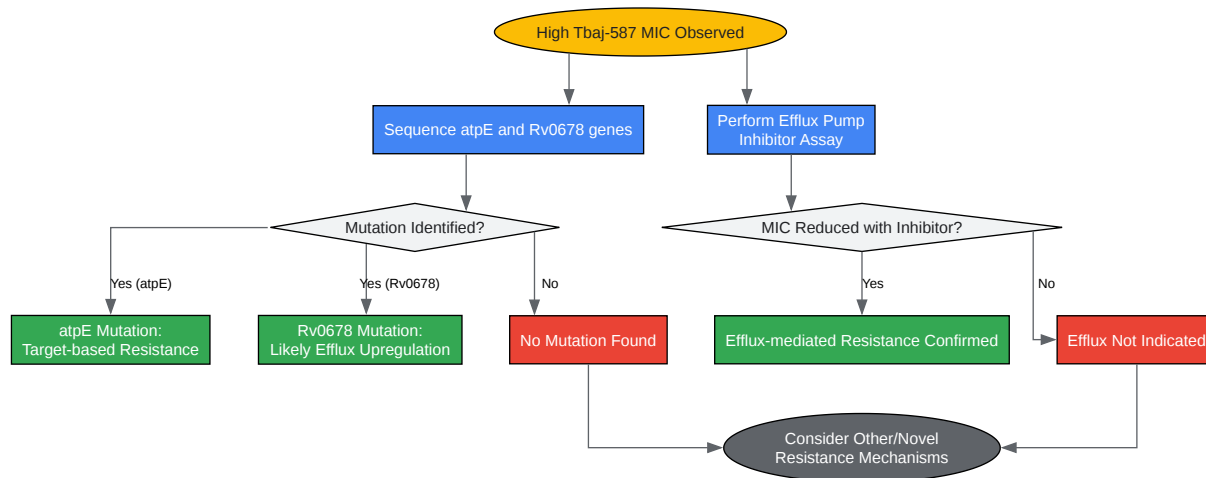 High Tbaj-587 MIC Observed
Sequence atpE and Rv0678 genes
Perform Efflux Pump
Inhibitor Assay
Mutation Identified?
MIC Reduced with Inhibitor?
Yes (atpE)
Yes (Rv0678)
No
Yes
No
atpE Mutation:
Target-based Resistance
Rv0678 Mutation:
Likely Efflux Upregulation
No Mutation Found
Efflux-mediated Resistance Confirmed
Efflux Not Indicated
Consider Other/Novel
Resistance Mechanisms